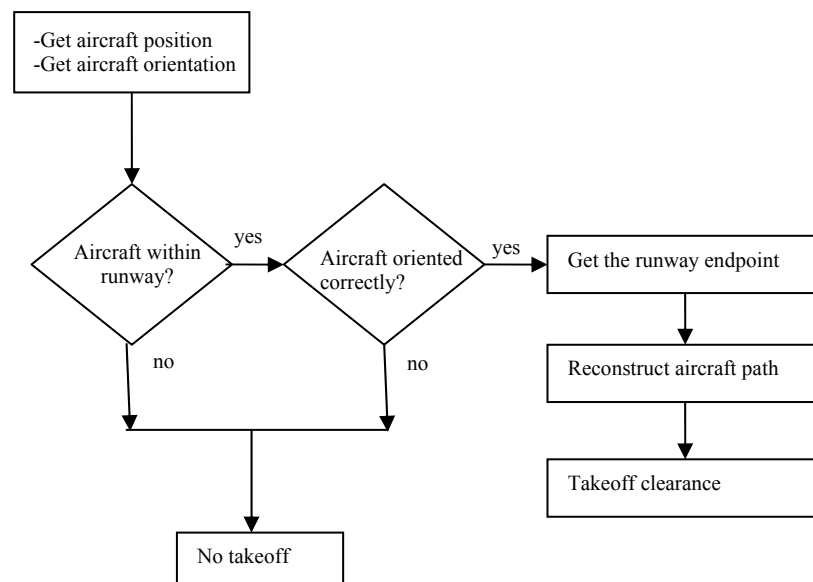 -Get aircraft position
-Get aircraft orientation
Aircraft within
runway?
yes
Aircraft oriented
correctly?
yes
Get the runway endpoint
no
no
Reconstruct aircraft path
Takeoff clearance
No takeoff